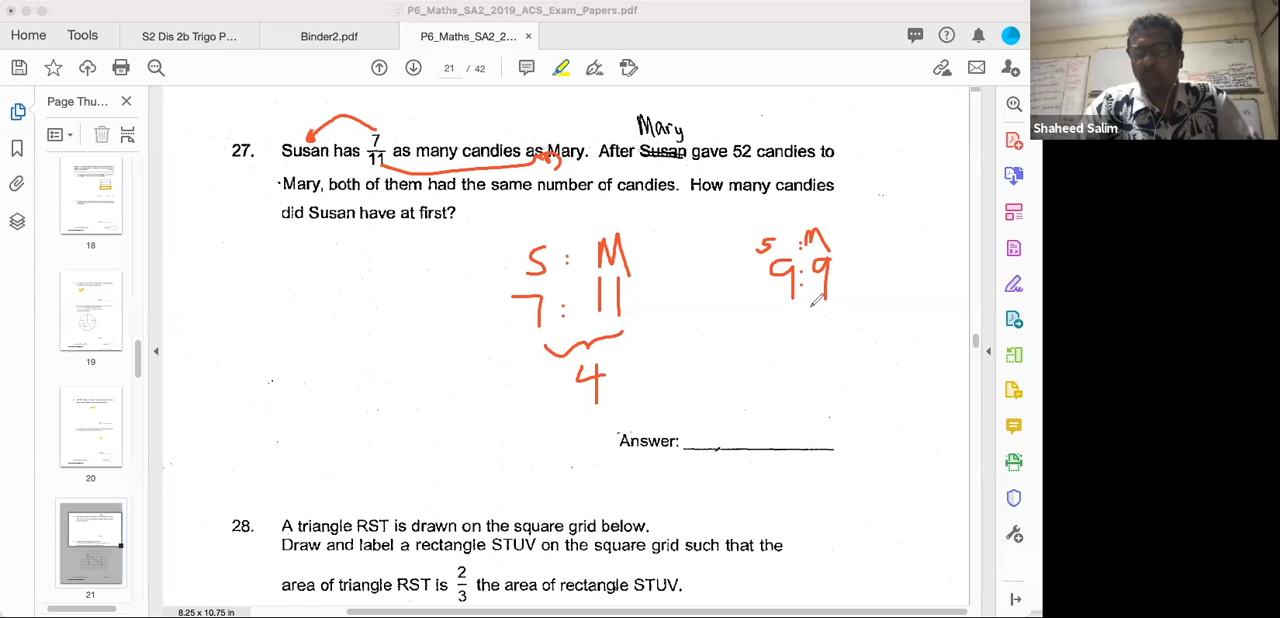 P6_Maths_SA2_2019_ACS_Exam_Papers.pdf
Home Tools S2 Dis 2b Trigo P... Binder2.pdf P6_Maths_SA2_2... ×
21 / 42
Page Thu... ×
18
19
20
21
8.25 x 10.75 in
Shaheed Salim
Mary
27. Susan has 7/11 as many candies as Mary. After Susan gave 52 candies to
Mary, both of them had the same number of candies. How many candies
did Susan have at first?
S : M
7 : 11
4
S : M
9 : 9
Answer:
28. A triangle RST is drawn on the square grid below.
Draw and label a rectangle STUV on the square grid such that the
area of triangle RST is 2/3 the area of rectangle STUV.